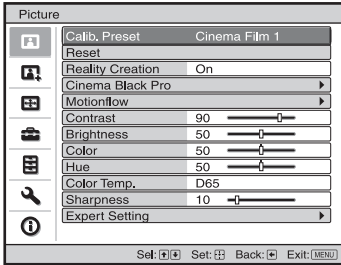 Picture
Calib. Preset Cinema Film 1
Reset
Reality Creation On
Cinema Black Pro
Motionflow
Contrast 90
Brightness 50
Color 50
Hue 50
Color Temp. D65
Sharpness 10
Expert Setting
Sel: Set: Back: Exit: MENU